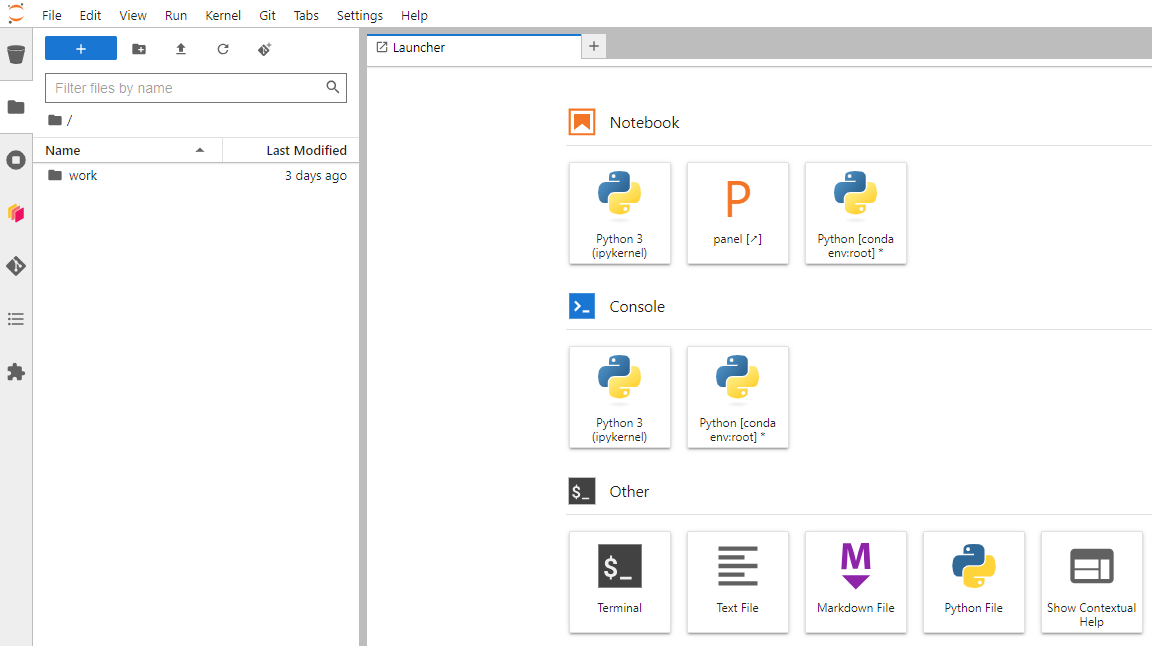 File Edit View Run Kernel Git Tabs Settings Help
+
Filter files by name
/
Name Last Modified
work 3 days ago
Launcher +
Notebook
Python 3
(ipykernel)
P
panel [↗]
Python [conda
env:root] *
Console
Python 3
(ipykernel)
Python [conda
env:root] *
$_ Other
$_
Terminal
Text File
M
Markdown File
Python File
Show Contextual
Help